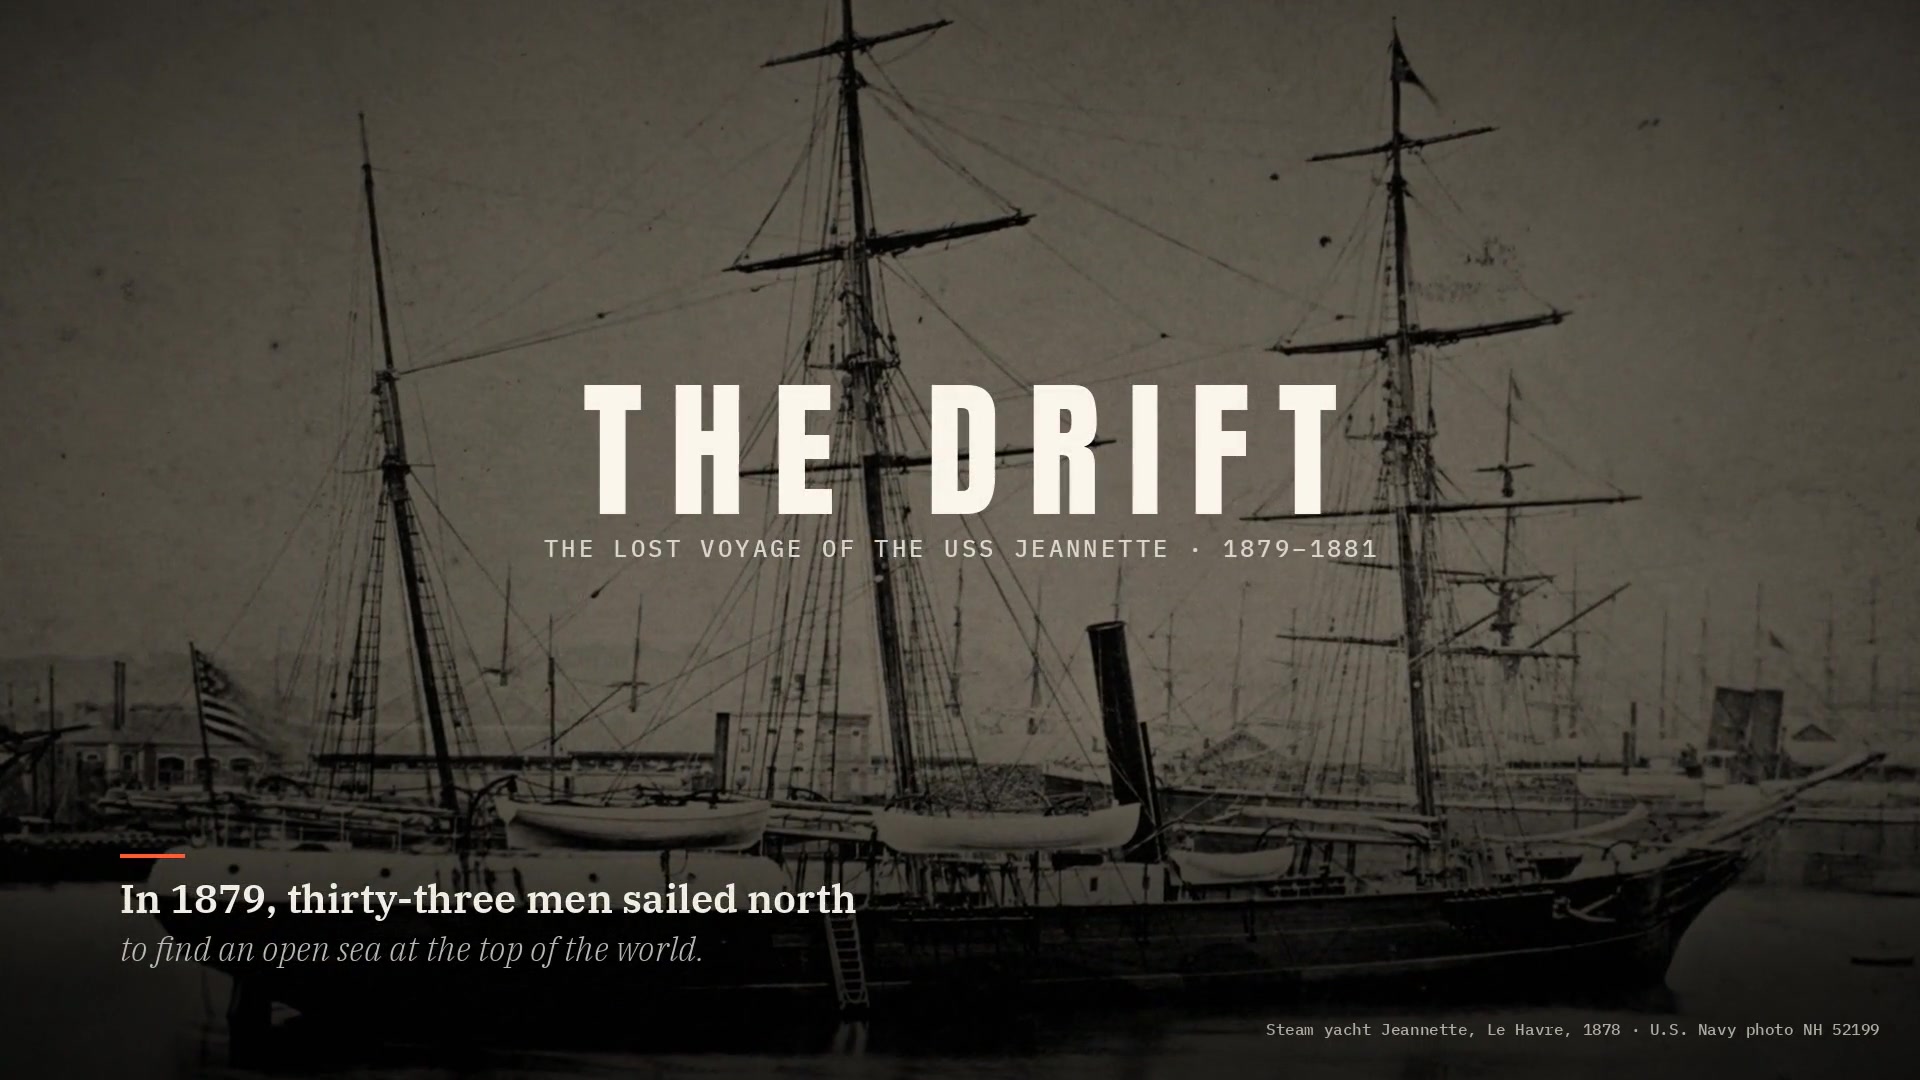 THE DRIFT
THE LOST VOYAGE OF THE USS JEANNETTE · 1879–1881
In 1879, thirty-three men sailed north
to find an open sea at the top of the world.
Steam yacht Jeannette, Le Havre, 1878 · U.S. Navy photo NH 52199